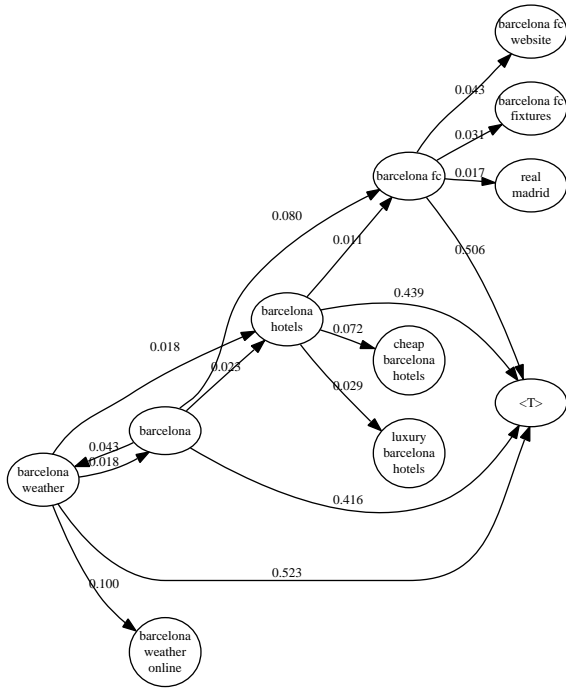 barcelona fc
website
0.043
barcelona fc
fixtures
0.031
barcelona fc
0.017
real
madrid
0.080
0.011
0.506
0.439
barcelona
hotels
0.072
cheap
barcelona
hotels
0.018
0.023
0.029
<T>
barcelona
luxury
barcelona
hotels
0.043
0.018
barcelona
weather
0.416
0.523
0.100
barcelona
weather
online